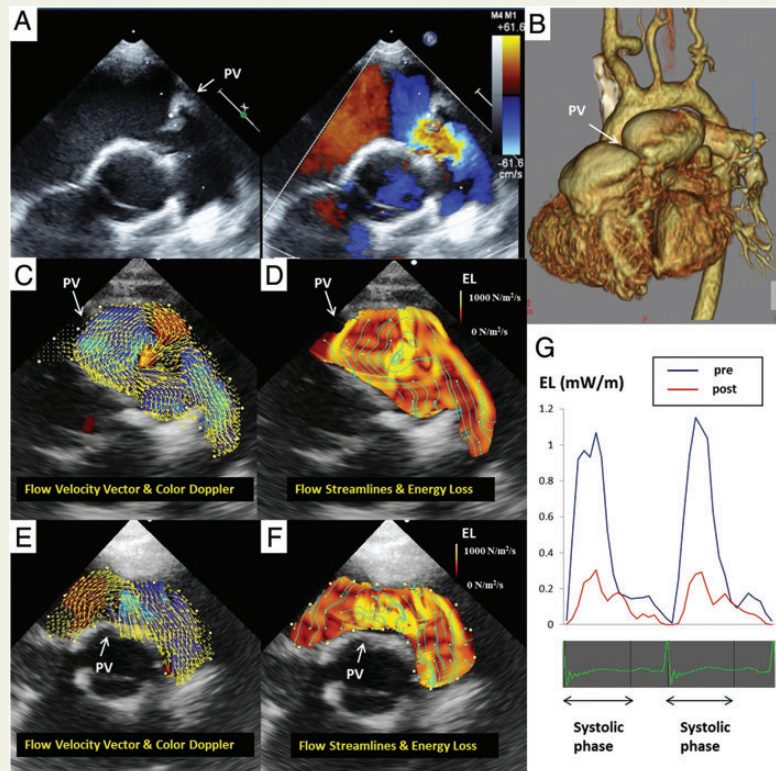 A
PV
M4 M1
+61.6
-61.6
cm/s
B
PV
C
PV
Flow Velocity Vector & Color Doppler
D
PV
EL
1000 N/m²/s
0 N/m²/s
Flow Streamlines & Energy Loss
E
PV
Flow Velocity Vector & Color Doppler
F
EL
1000 N/m²/s
0 N/m²/s
PV
Flow Streamlines & Energy Loss
G
EL (mW/m)
pre
post
1.2
1
0.8
0.6
0.4
0.2
0
Systolic
phase
Systolic
phase